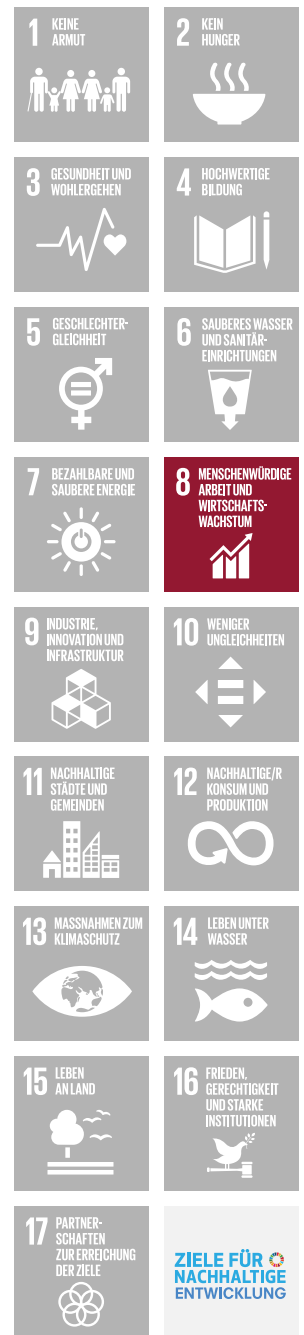 1 KEINE
ARMUT
2 KEIN
HUNGER
3 GESUNDHEIT UND
WOHLERGEHEN
4 HOCHWERTIGE
BILDUNG
5 GESCHLECHTER-
GLEICHHEIT
6 SAUBERES WASSER
UND SANITÄR-
EINRICHTUNGEN
7 BEZAHLBARE UND
SAUBERE ENERGIE
8 MENSCHENWÜRDIGE
ARBEIT UND
WIRTSCHAFTS-
WACHSTUM
9 INDUSTRIE,
INNOVATION UND
INFRASTRUKTUR
10 WENIGER
UNGLEICHHEITEN
11 NACHHALTIGE
STÄDTE UND
GEMEINDEN
12 NACHHALTIGE/R
KONSUM UND
PRODUKTION
13 MASSNAHMEN ZUM
KLIMASCHUTZ
14 LEBEN UNTER
WASSER
15 LEBEN
AN LAND
16 FRIEDEN,
GERECHTIGKEIT
UND STARKE
INSTITUTIONEN
17 PARTNER-
SCHAFTEN
ZUR ERREICHUNG
DER ZIELE
ZIELE FÜR
NACHHALTIGE
ENTWICKLUNG